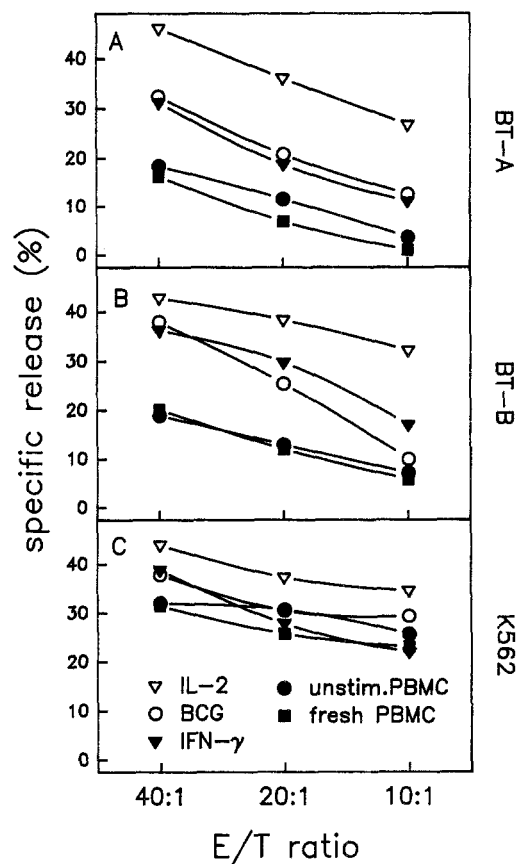 A
40
30
20
10
0
BT-A
B
40
30
20
10
0
BT-B
C
40
30
20
10
0
K562
specific release (%)
IL-2
BCG
IFN-γ
unstim.PBMC
fresh PBMC
40:1 20:1 10:1
E/T ratio